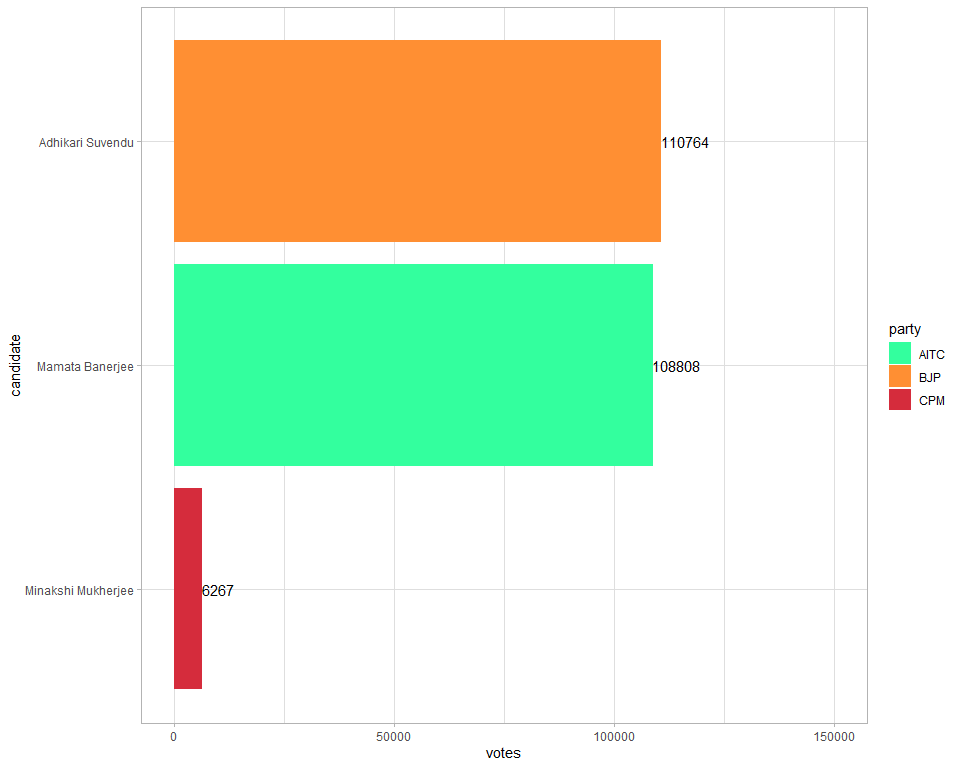 Adhikari Suvendu
110764
Mamata Banerjee
108808
Minakshi Mukherjee
6267
candidate
0
50000
100000
150000
votes
party
AITC
BJP
CPM